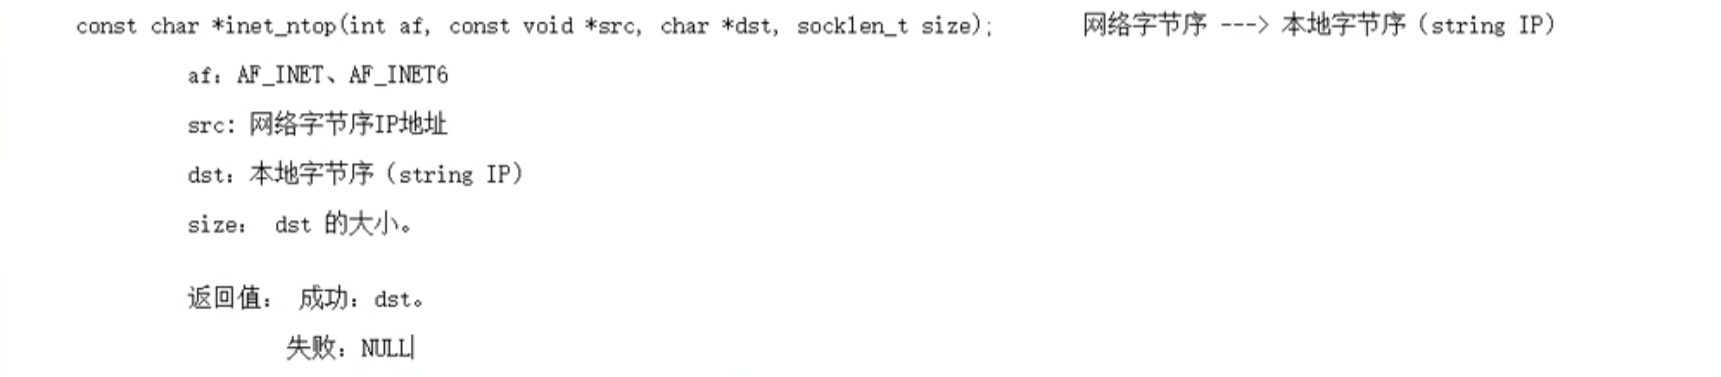 const char *inet_ntop(int af, const void *src, char *dst, socklen_t size); 网络字节序 ---> 本地字节序（string IP）
af：AF_INET、AF_INET6
src: 网络字节序IP地址
dst：本地字节序（string IP）
size： dst 的大小。
返回值： 成功：dst。
失败：NULL